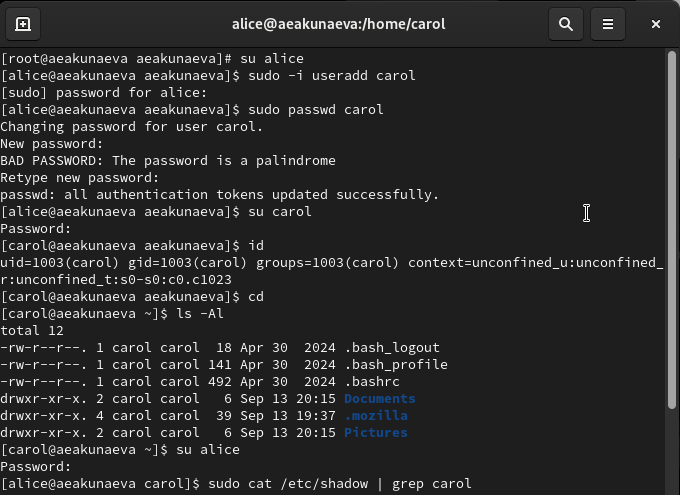 alice@aeakunaeva:/home/carol
[root@aeakunaeva aeakunaeva]# su alice
[alice@aeakunaeva aeakunaeva]$ sudo -i useradd carol
[sudo] password for alice:
[alice@aeakunaeva aeakunaeva]$ sudo passwd carol
Changing password for user carol.
New password:
BAD PASSWORD: The password is a palindrome
Retype new password:
passwd: all authentication tokens updated successfully.
[alice@aeakunaeva aeakunaeva]$ su carol
Password:
[carol@aeakunaeva aeakunaeva]$ id
uid=1003(carol) gid=1003(carol) groups=1003(carol) context=unconfined_u:unconfined_
r:unconfined_t:s0-s0:c0.c1023
[carol@aeakunaeva aeakunaeva]$ cd
[carol@aeakunaeva ~]$ ls -Al
total 12
-rw-r--r--. 1 carol carol  18 Apr 30  2024 .bash_logout
-rw-r--r--. 1 carol carol 141 Apr 30  2024 .bash_profile
-rw-r--r--. 1 carol carol 492 Apr 30  2024 .bashrc
drwxr-xr-x. 2 carol carol   6 Sep 13 20:15 Documents
drwxr-xr-x. 4 carol carol  39 Sep 13 19:37 .mozilla
drwxr-xr-x. 2 carol carol   6 Sep 13 20:15 Pictures
[carol@aeakunaeva ~]$ su alice
Password:
[alice@aeakunaeva carol]$ sudo cat /etc/shadow | grep carol